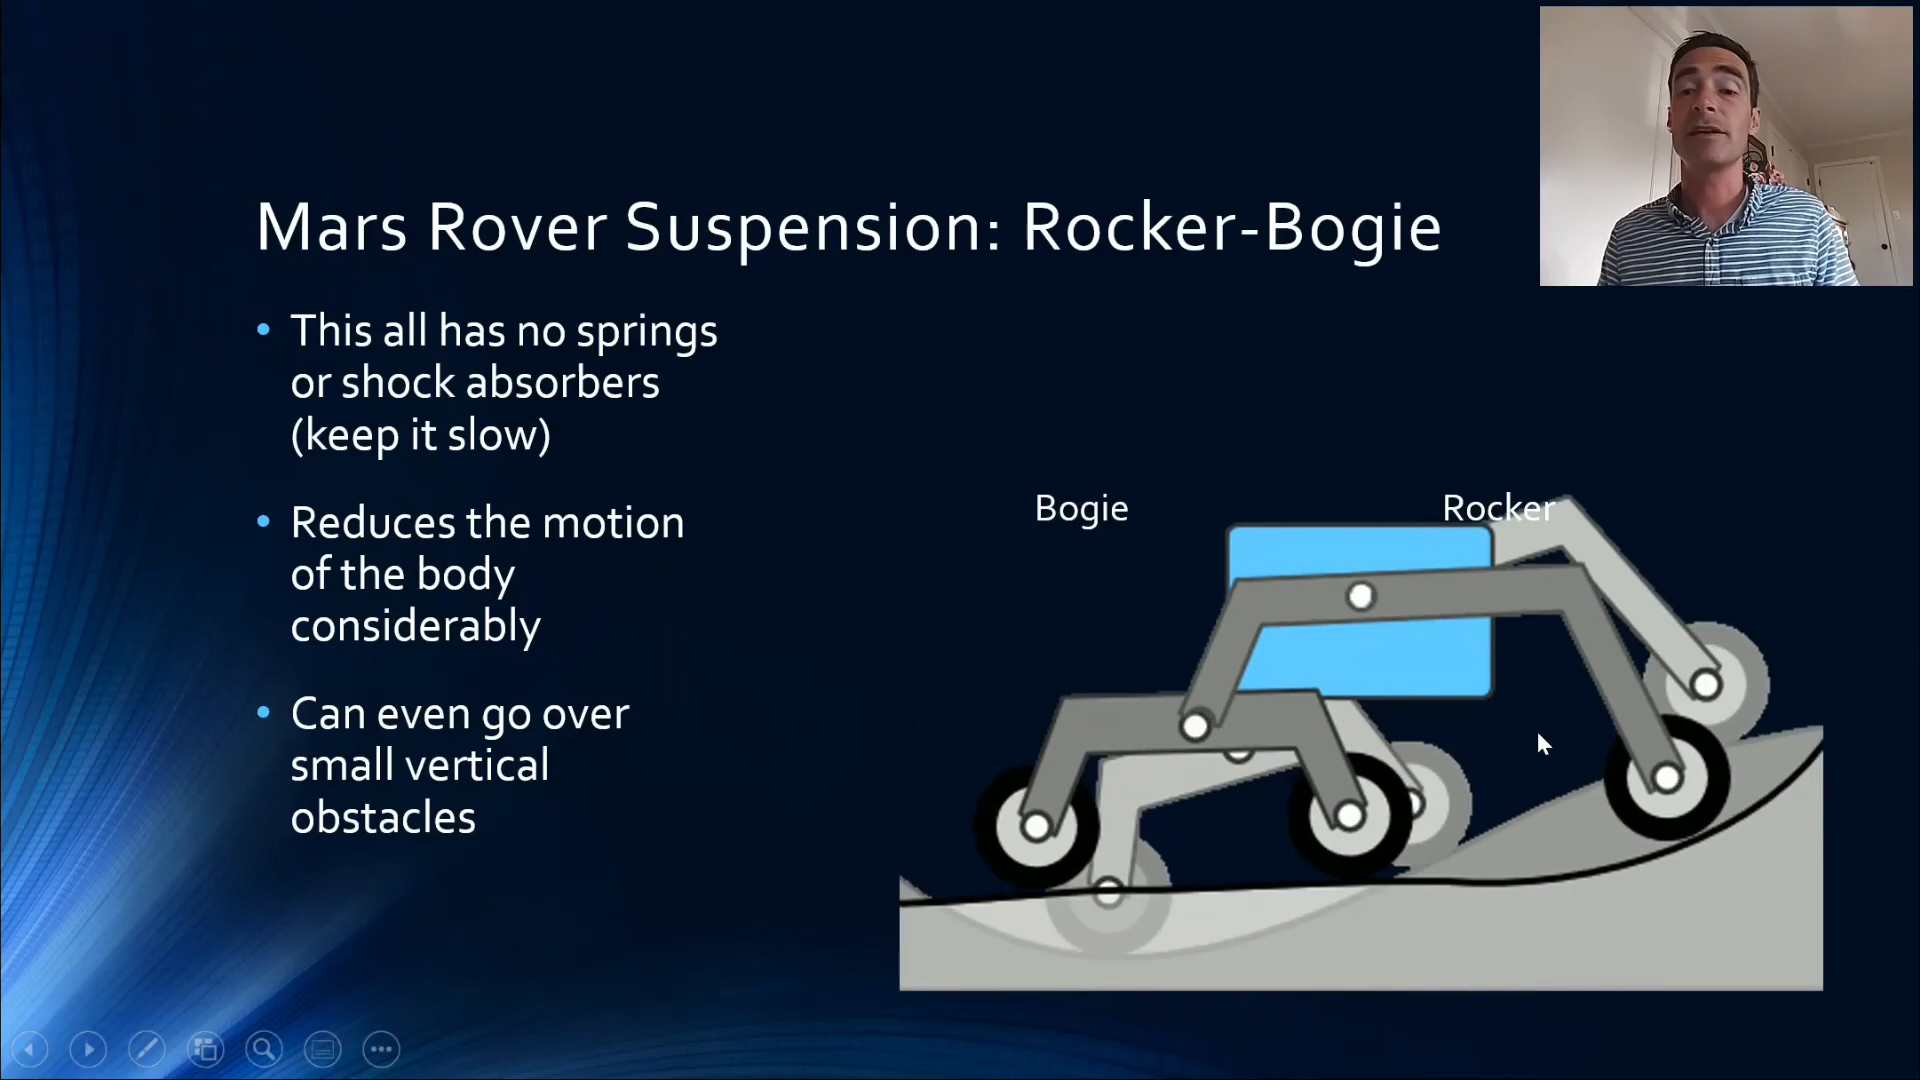 Mars Rover Suspension: Rocker-Bogie
• This all has no springs
or shock absorbers
(keep it slow)
• Reduces the motion
of the body
considerably
• Can even go over
small vertical
obstacles
Bogie
Rocker